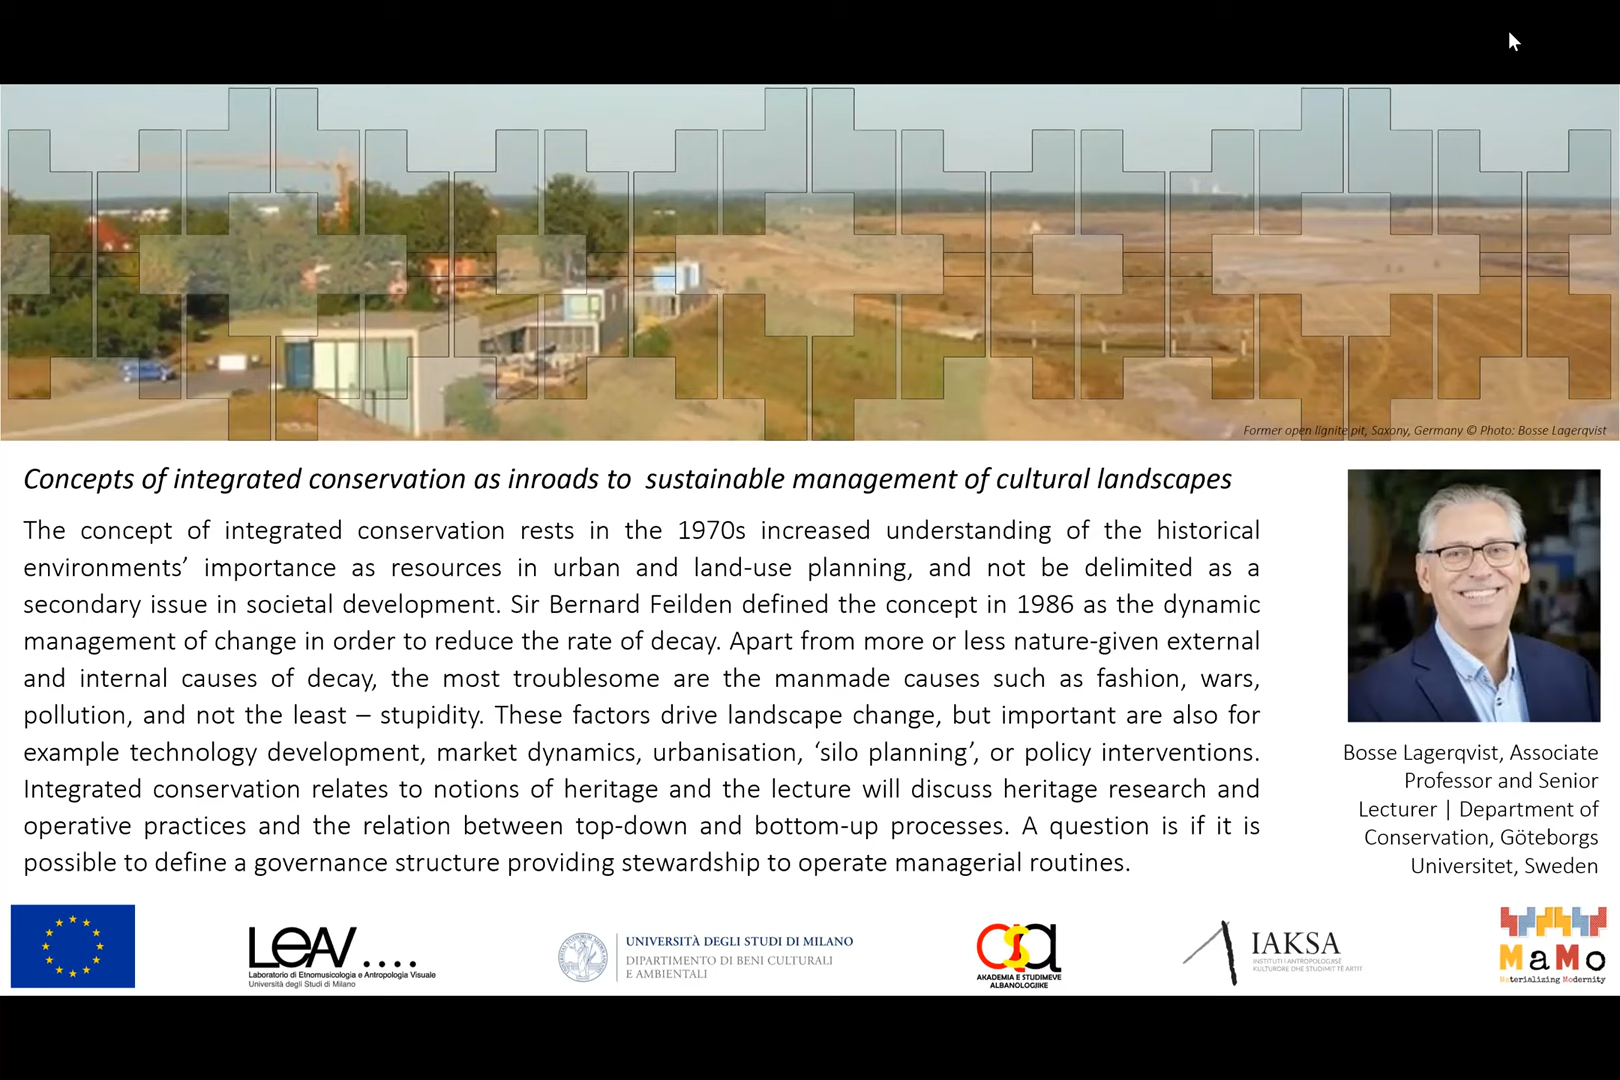 Former open lignite pit, Saxony, Germany © Photo: Bosse Lagerqvist
Concepts of integrated conservation as inroads to sustainable management of cultural landscapes
The concept of integrated conservation rests in the 1970s increased understanding of the historical
environments’ importance as resources in urban and land-use planning, and not be delimited as a
secondary issue in societal development. Sir Bernard Feilden defined the concept in 1986 as the dynamic
management of change in order to reduce the rate of decay. Apart from more or less nature-given external
and internal causes of decay, the most troublesome are the manmade causes such as fashion, wars,
pollution, and not the least – stupidity. These factors drive landscape change, but important are also for
example technology development, market dynamics, urbanisation, ‘silo planning’, or policy interventions.
Integrated conservation relates to notions of heritage and the lecture will discuss heritage research and
operative practices and the relation between top-down and bottom-up processes. A question is if it is
possible to define a governance structure providing stewardship to operate managerial routines.
Bosse Lagerqvist, Associate
Professor and Senior
Lecturer | Department of
Conservation, Göteborgs
Universitet, Sweden
LeAV....
Laboratorio di Etnomusicologia e Antropologia Visuale
Università degli Studi di Milano
UNIVERSITÀ DEGLI STUDI DI MILANO
DIPARTIMENTO DI BENI CULTURALI
E AMBIENTALI
asa
AKADEMIA E STUDIMEVE
ALBANOLOGJIKE
IAKSA
INSTITUTI I ANTROPOLOGJISË
KULTURORE DHE STUDIMIT TË ARTIT
MaMo
Materializing Modernity